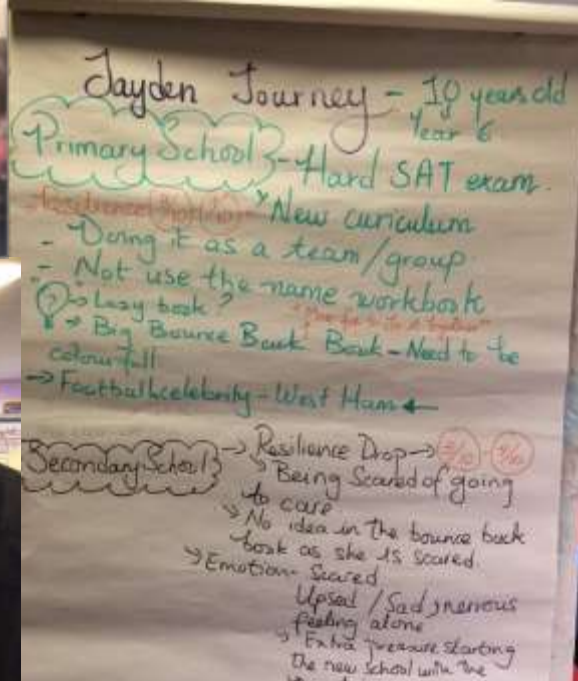 Jayden Journey - 10 years old
Year 6
Primary School - Hard SAT exam.
Resilience
New curiculum
- Doing it as a team/group
- Not use the name workbook
→ Lazy book?
→ Big Bounce Back Book - Need to be
colourfull
→ Football celebrity - West Ham ←
Secondary School → Resilience Drop →
Being Scared of going
to care
No idea in the bounce back
book as she is scared.
Emotion - Scared
Upset / Sad, nervous
feeling alone
Extra pressure starting
the new school with the